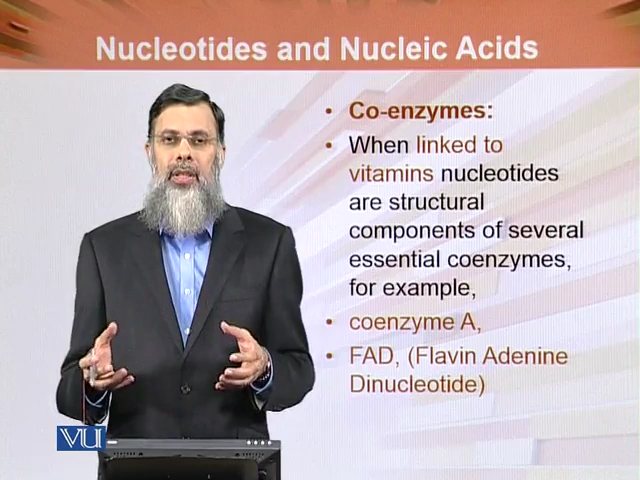 Nucleotides and Nucleic Acids
• Co-enzymes:
• When linked to
vitamins nucleotides
are structural
components of several
essential coenzymes,
for example,
• coenzyme A,
• FAD, (Flavin Adenine
Dinucleotide)
VU